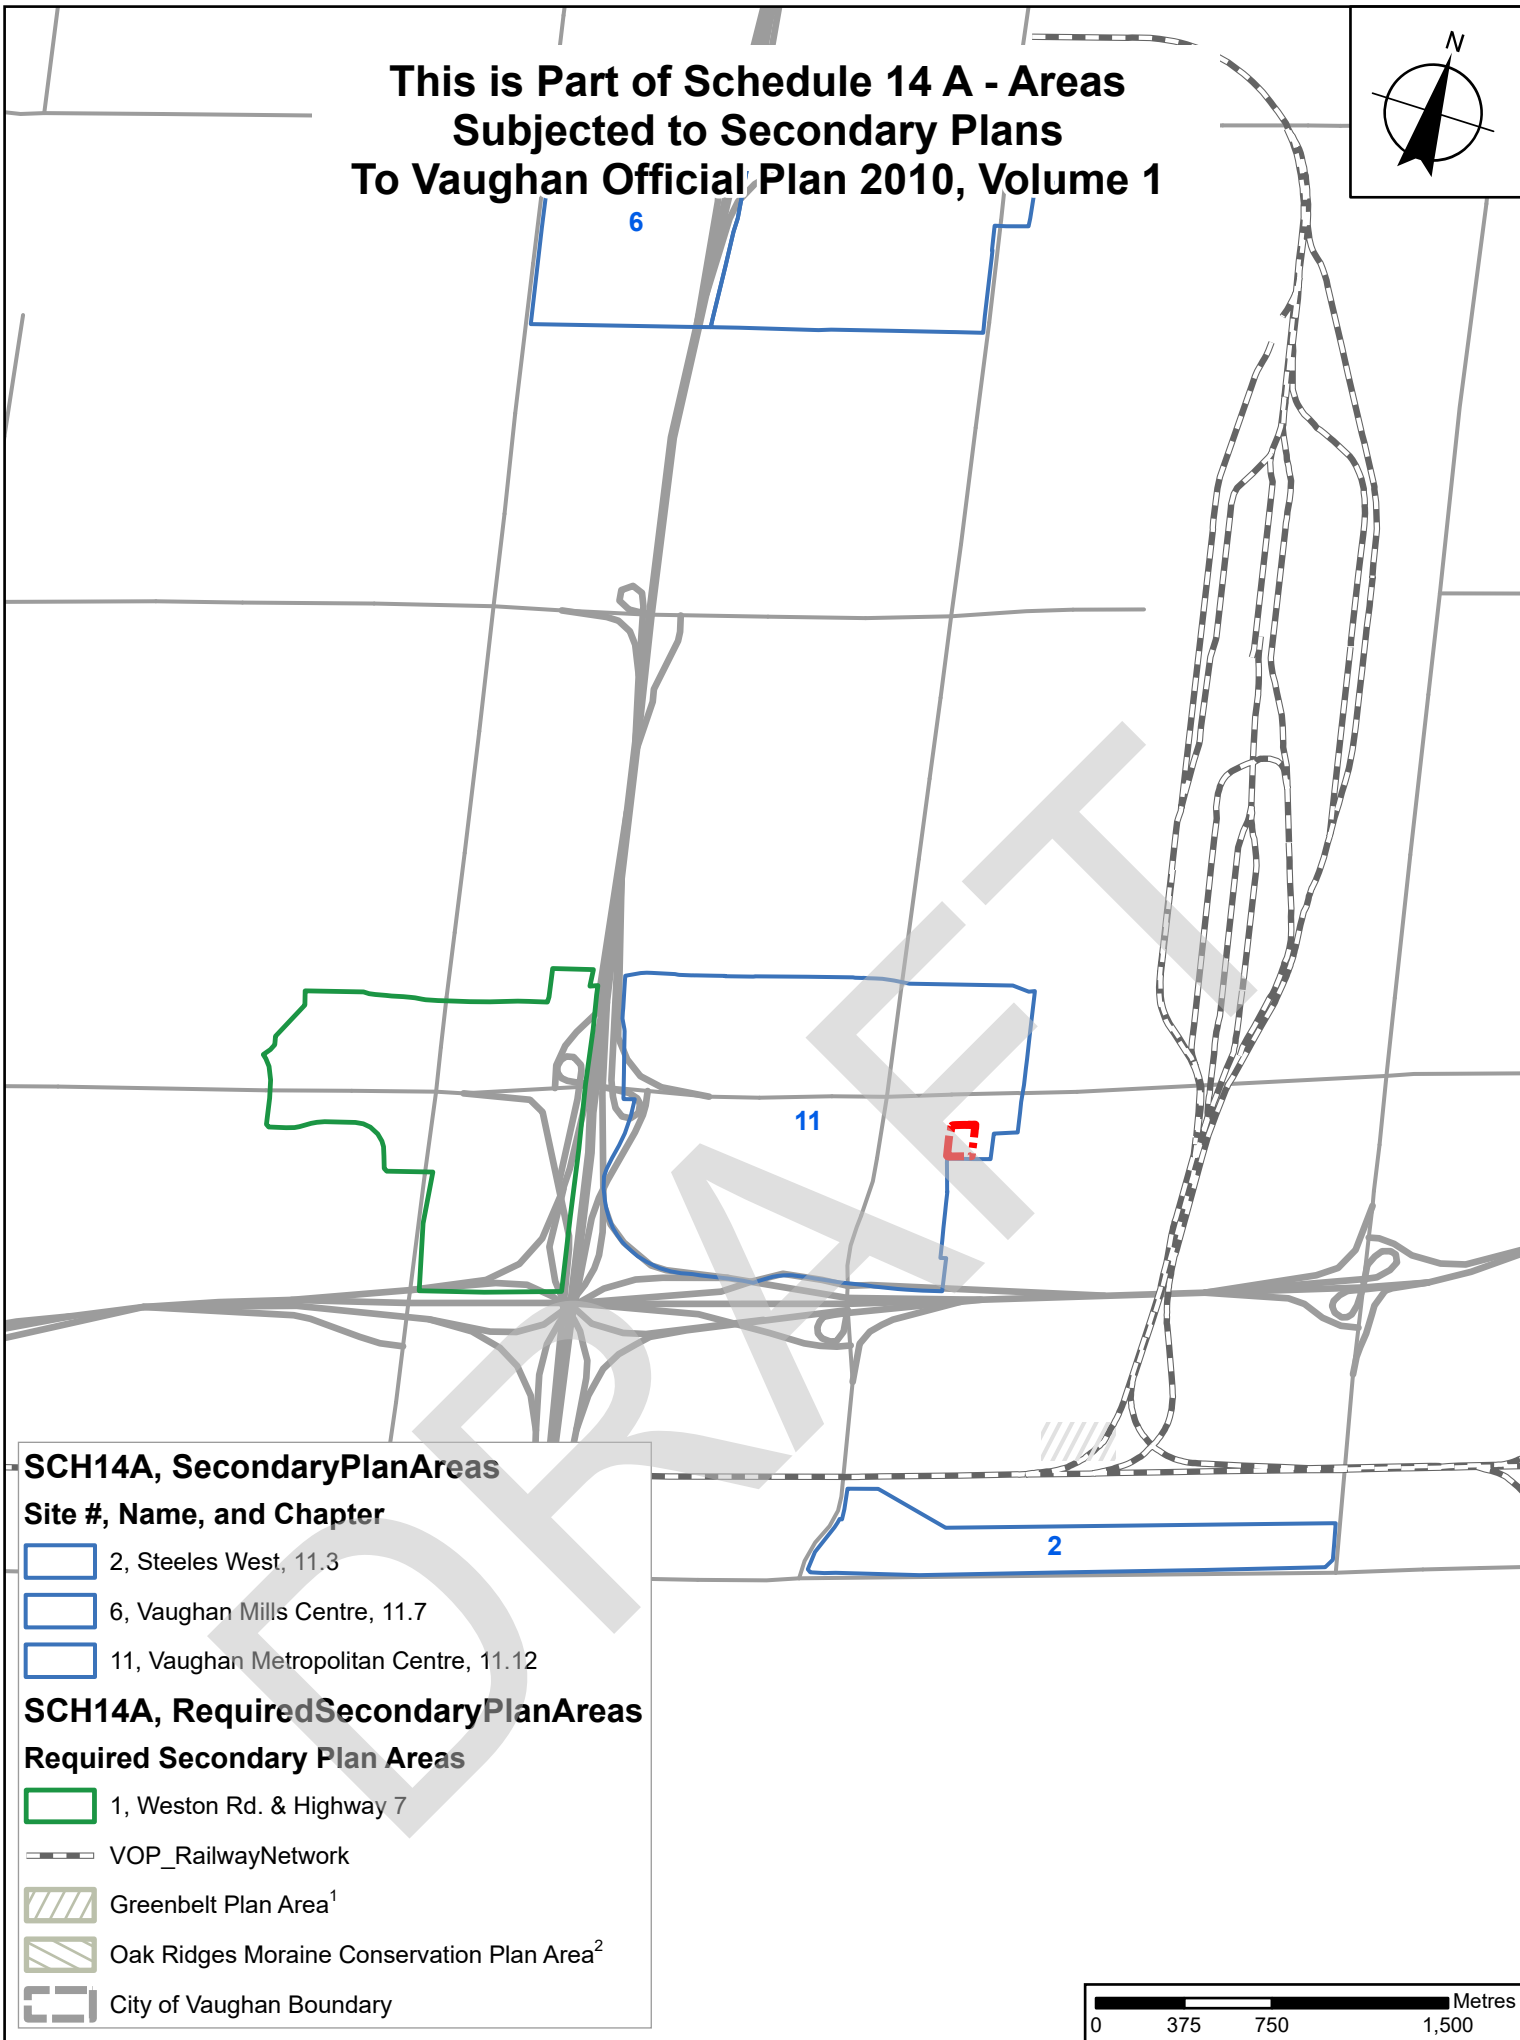 This is Part of Schedule 14 A - Areas
Subjected to Secondary Plans
To Vaughan Official Plan 2010, Volume 1
N
6
11
2
DRAFT
SCH14A, SecondaryPlanAreas
Site #, Name, and Chapter
2, Steeles West, 11.3
6, Vaughan Mills Centre, 11.7
11, Vaughan Metropolitan Centre, 11.12
SCH14A, RequiredSecondaryPlanAreas
Required Secondary Plan Areas
1, Weston Rd. & Highway 7
VOP_RailwayNetwork
Greenbelt Plan Area1
Oak Ridges Moraine Conservation Plan Area2
City of Vaughan Boundary
Metres
0 375 750 1,500